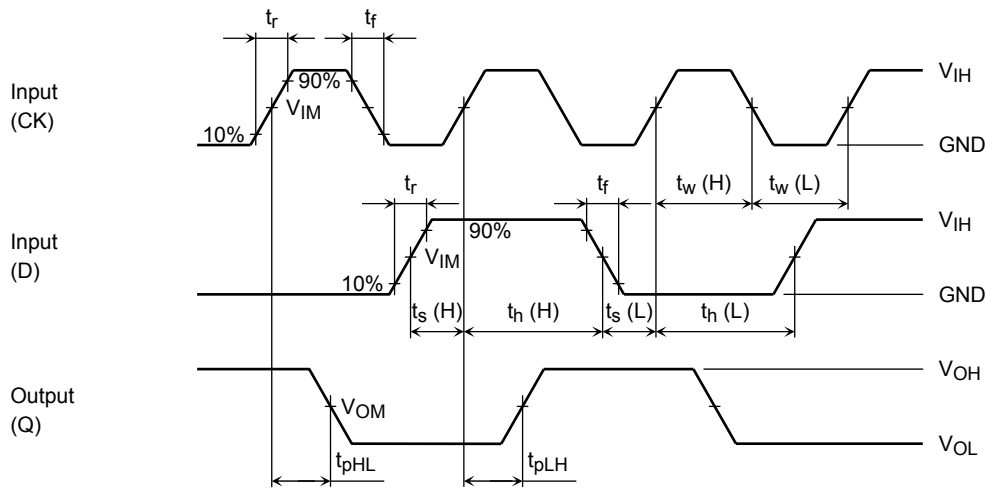 tr tf
Input
(CK)
90%
VIM
10%
VIH
GND
tr tf tw (H) tw (L)
Input
(D)
90%
VIM
10%
VIH
GND
ts (H) th (H) ts (L) th (L)
Output
(Q)
VOM
VOH
VOL
tpHL tpLH